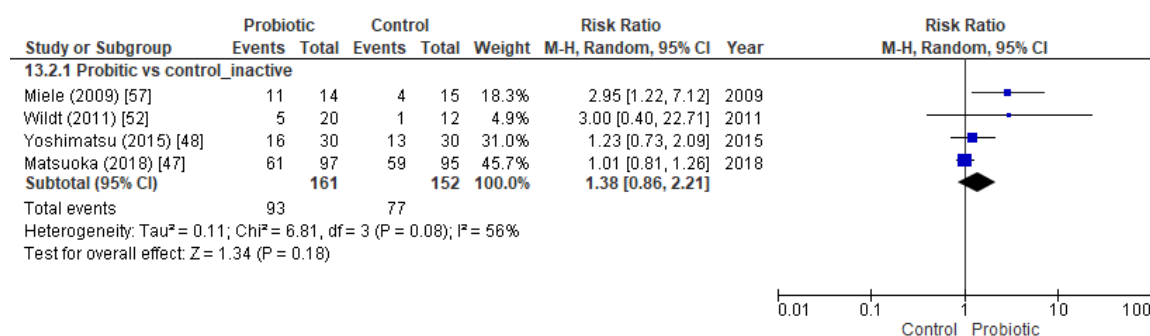 Probiotic Control Risk Ratio Risk Ratio
Study or Subgroup Events Total Events Total Weight M-H, Random, 95% CI Year M-H, Random, 95% CI
13.2.1 Probitic vs control_inactive
Miele (2009) [57] 11 14 4 15 18.3% 2.95 [1.22, 7.12] 2009
Wildt (2011) [52] 5 20 1 12 4.9% 3.00 [0.40, 22.71] 2011
Yoshimatsu (2015) [48] 16 30 13 30 31.0% 1.23 [0.73, 2.09] 2015
Matsuoka (2018) [47] 61 97 59 95 45.7% 1.01 [0.81, 1.26] 2018
Subtotal (95% CI) 161 152 100.0% 1.38 [0.86, 2.21]
Total events 93 77
Heterogeneity: Tau² = 0.11; Chi² = 6.81, df = 3 (P = 0.08); I² = 56%
Test for overall effect: Z = 1.34 (P = 0.18)
0.01 0.1 1 10 100
Control Probiotic